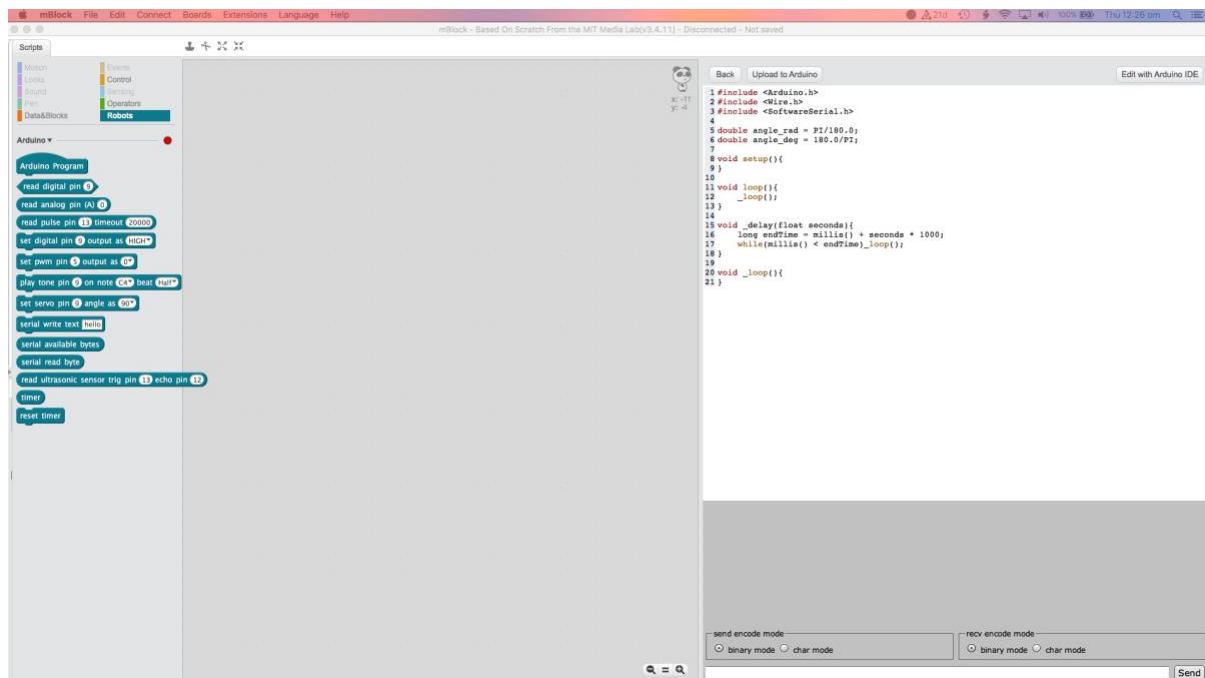 mBlock File Edit Connect Boards Extensions Language Help
21d 100% Thu 12:26 pm
mBlock - Based On Scratch From the MIT Media Lab(v3.4.11) - Disconnected - Not saved
Scripts
Motion Events
Looks Control
Sound Sensing
Pen Operators
Data&Blocks Robots
Arduino
Arduino Program
read digital pin 9
read analog pin (A) 0
read pulse pin 13 timeout 20000
set digital pin 9 output as HIGH
set pwm pin 5 output as 0
play tone pin 9 on note C4 beat Half
set servo pin 9 angle as 90
serial write text hello
serial available bytes
serial read byte
read ultrasonic sensor trig pin 13 echo pin 12
timer
reset timer
x: -11
y: -4
Back Upload to Arduino Edit with Arduino IDE
1 #include <Arduino.h>
2 #include <Wire.h>
3 #include <SoftwareSerial.h>
4
5 double angle_rad = PI/180.0;
6 double angle_deg = 180.0/PI;
7
8 void setup(){
9 }
10
11 void loop(){
12 _loop();
13 }
14
15 void _delay(float seconds){
16 long endTime = millis() + seconds * 1000;
17 while(millis() < endTime)_loop();
18 }
19
20 void _loop(){
21 }
send encode mode
binary mode char mode
recv encode mode
binary mode char mode
Send